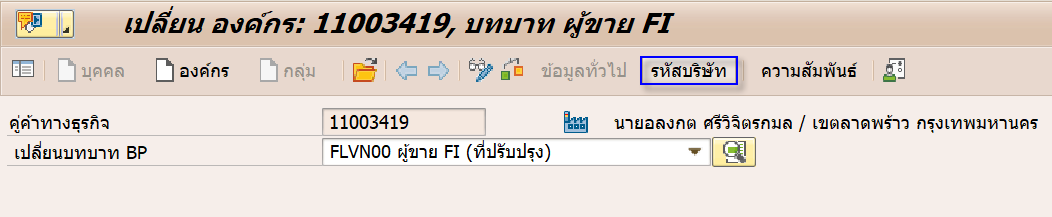 เปลี่ยน องค์กร: 11003419, บทบาท ผู้ขาย FI
บุคคล องค์กร กลุ่ม ข้อมูลทั่วไป รหัสบริษัท ความสัมพันธ์
คู่ค้าทางธุรกิจ 11003419 นายอลงกต ศรีวิจิตรกมล / เขตลาดพร้าว กรุงเทพมหานคร
เปลี่ยนบทบาท BP FLVN00 ผู้ขาย FI (ที่ปรับปรุง)